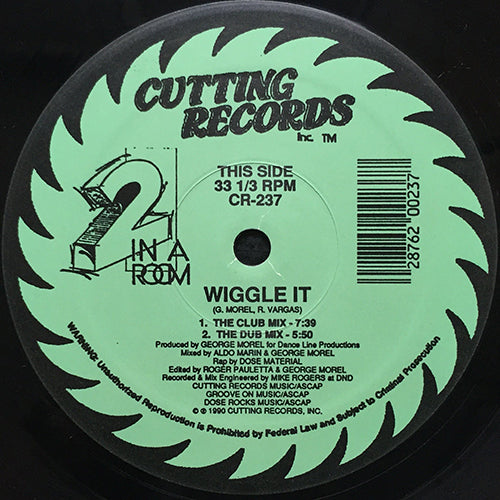 CUTTING
RECORDS
Inc. TM
THIS SIDE
33 1/3 RPM
CR-237
2
IN A
ROOM
28762 00237
WIGGLE IT
(G. MOREL, R. VARGAS)
1. THE CLUB MIX - 7:39
2. THE DUB MIX - 5:50
Produced by GEORGE MOREL for Dance Line Productions
Mixed by ALDO MARIN & GEORGE MOREL
Rap by DOSE MATERIAL
Edited by ROGER PAULETTA & GEORGE MOREL
Recorded & Mix Engineered by MIKE ROGERS at DND
CUTTING RECORDS MUSIC/ASCAP
GROOVE ON MUSIC/ASCAP
DOSE ROCKS MUSIC/ASCAP
© ℗ 1990 CUTTING RECORDS, INC.
WARNING: Unauthorized Reproduction is Prohibited by Federal Law and Subject to Criminal Prosecution